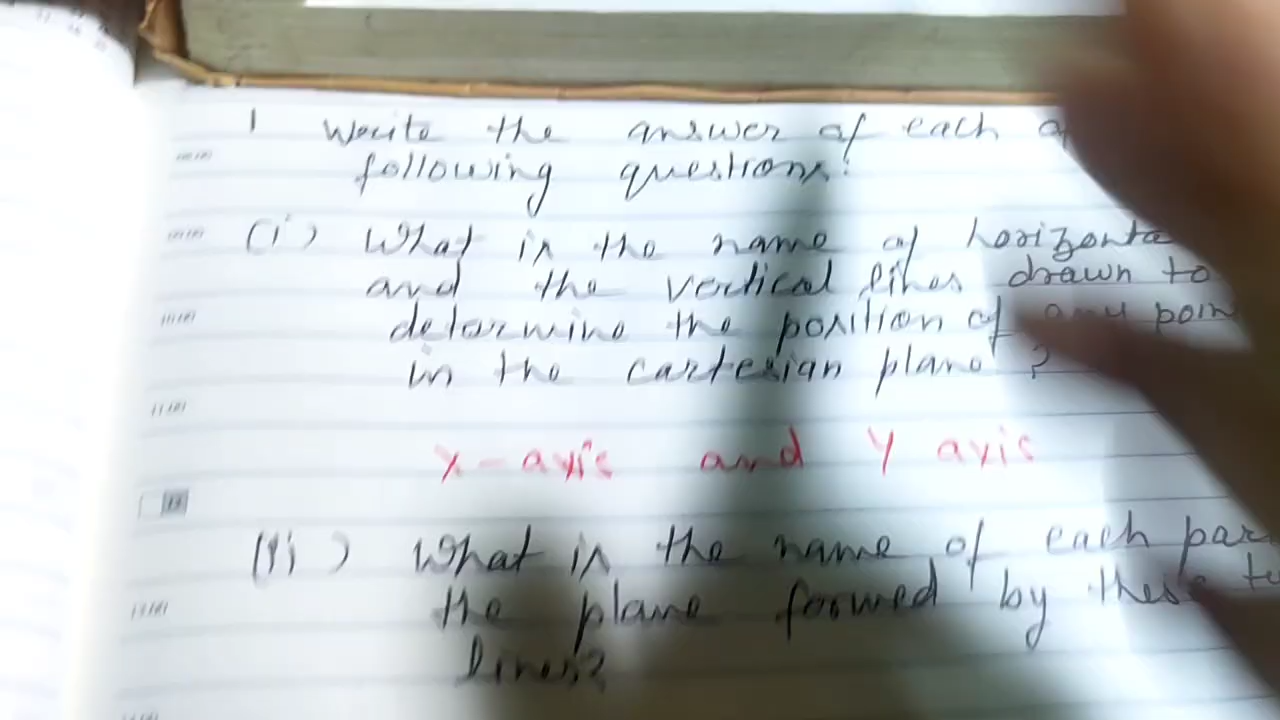 1 Write the answer of each of
following questions:
(i) What is the name of horizonta
and the vertical lines drawn to
determine the position of any poin
in the cartesian plane ?
X-axis and Y axis
(ii) What is the name of each par
the plane formed by these
lines?